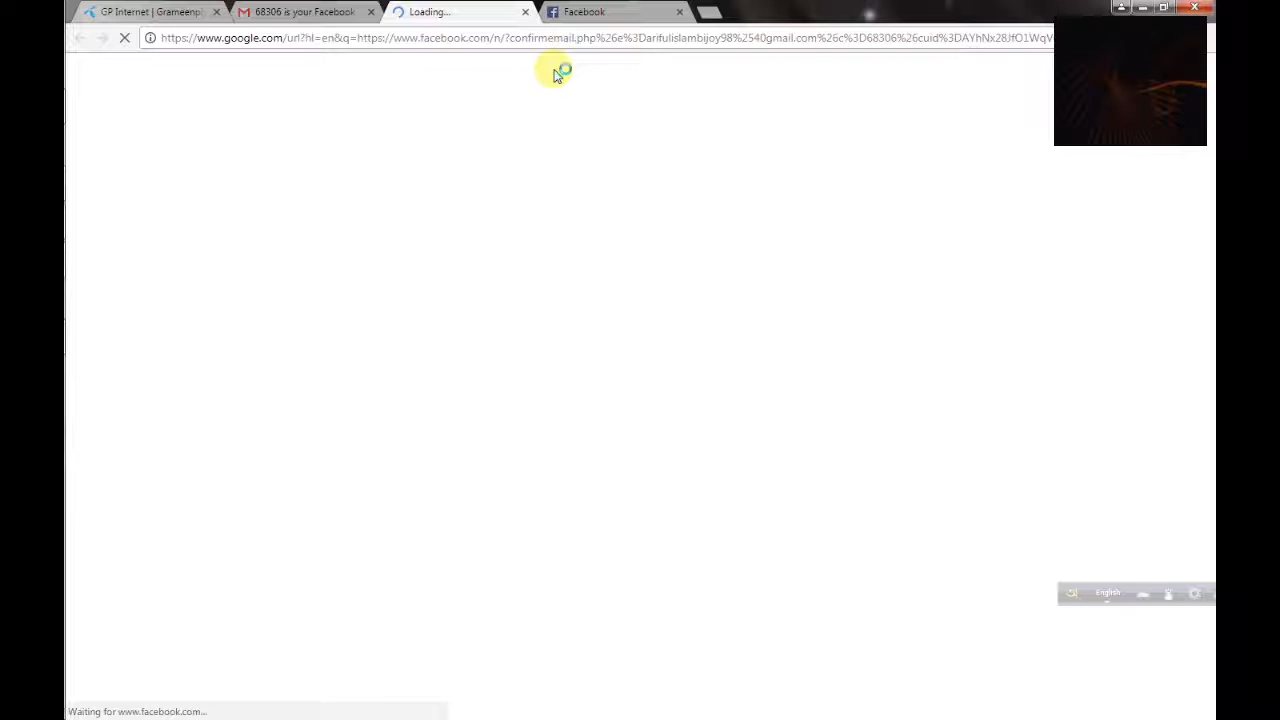 GP Internet | Grameenp
68306 is your Facebook
Loading...
Facebook
https://www.google.com/url?hl=en&q=https://www.facebook.com/n/?confirmemail.php%26e%3Darifulislambijoy98%2540gmail.com%26c%3D68306%26cuid%3DAYhNx28JfO1WqV
English
Waiting for www.facebook.com...